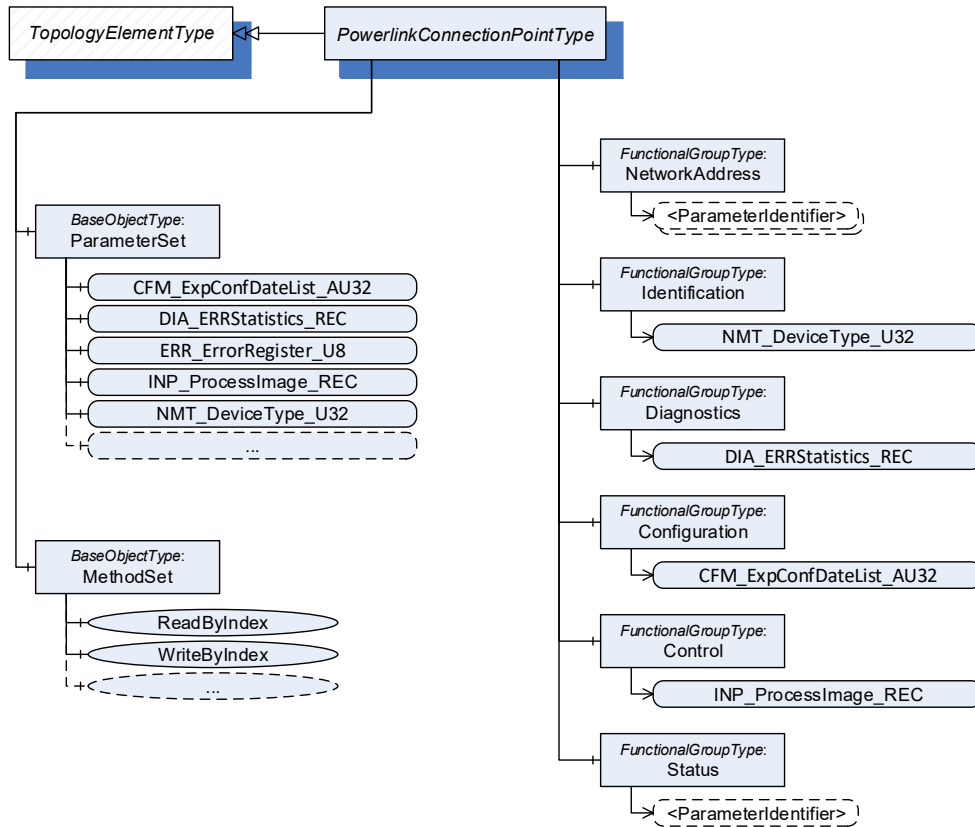 TopologyElementType
PowerlinkConnectionPointType
BaseObjectType:
ParameterSet
CFM_ExpConfDateList_AU32
DIA_ERRStatistics_REC
ERR_ErrorRegister_U8
INP_ProcessImage_REC
NMT_DeviceType_U32
...
BaseObjectType:
MethodSet
ReadByIndex
WriteByIndex
...
FunctionalGroupType:
NetworkAddress
<ParameterIdentifier>
FunctionalGroupType:
Identification
NMT_DeviceType_U32
FunctionalGroupType:
Diagnostics
DIA_ERRStatistics_REC
FunctionalGroupType:
Configuration
CFM_ExpConfDateList_AU32
FunctionalGroupType:
Control
INP_ProcessImage_REC
FunctionalGroupType:
Status
<ParameterIdentifier>